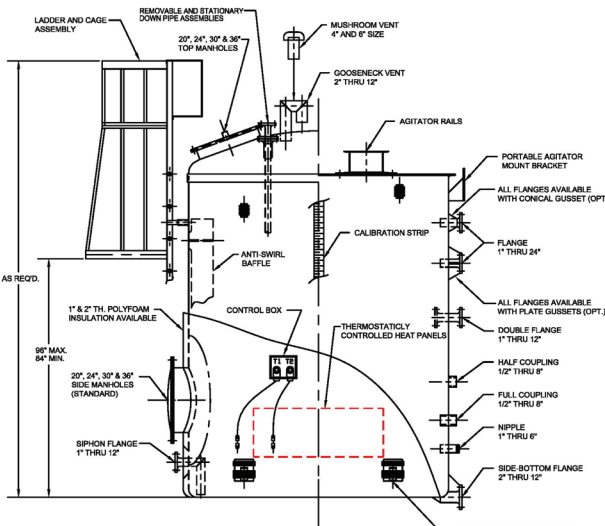 REMOVABLE AND STATIONARY
DOWN PIPE ASSEMBLIES
LADDER AND CAGE
ASSEMBLY
MUSHROOM VENT
4" AND 6" SIZE
20", 24", 30" & 36"
TOP MANHOLES
GOOSENECK VENT
2" THRU 12"
AGITATOR RAILS
PORTABLE AGITATOR
MOUNT BRACKET
ALL FLANGES AVAILABLE
WITH CONICAL GUSSET (OPT
CALIBRATION STRIP
FLANGE
1" THRU 24"
ANTI-SWIRL
BAFFLE
AS REQ'D.
ALL FLANGES AVAILABLE
WITH PLATE GUSSETS (OPT.)
1" & 2" TH. POLYFOAM
INSULATION AVAILABLE
CONTROL BOX
THERMOSTATICLY
CONTROLLED HEAT PANELS
DOUBLE FLANGE
1" THRU 12"
96" MAX.
84" MIN.
T1 T2
HALF COUPLING
1/2" THRU 8"
20", 24", 30" & 36"
SIDE MANHOLES
(STANDARD)
FULL COUPLING
1/2" THRU 8"
NIPPLE
1" THRU 6"
SIPHON FLANGE
1" THRU 12"
SIDE-BOTTOM FLANGE
2" THRU 12"